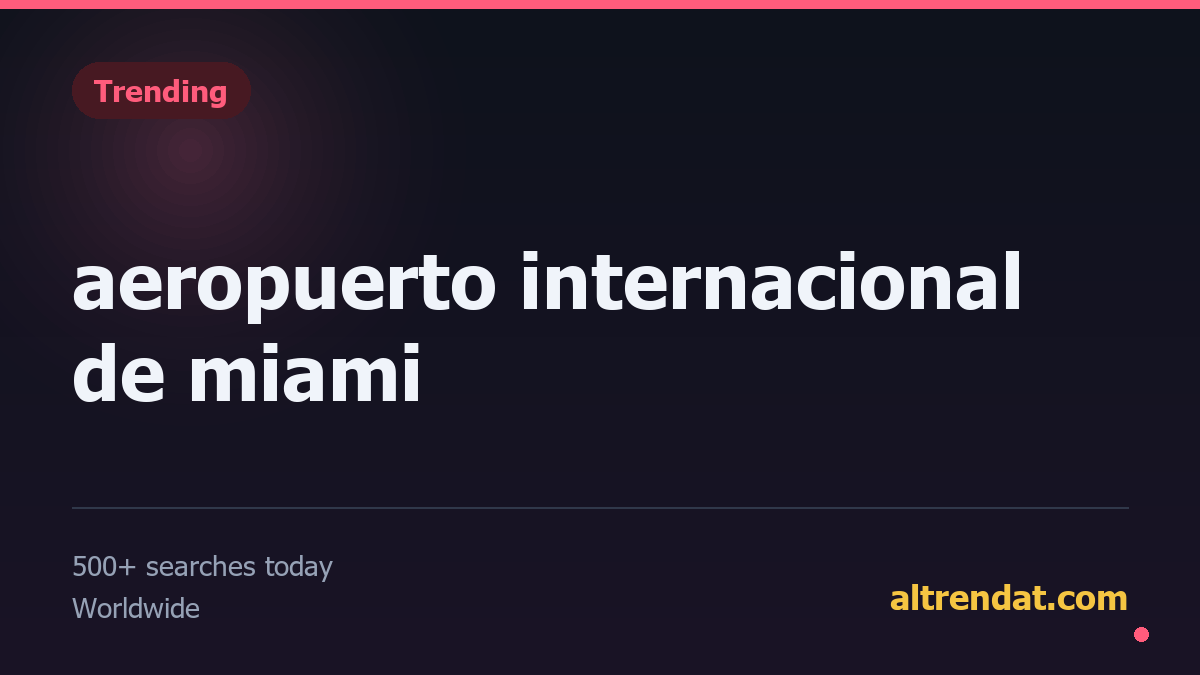 Trending
aeropuerto internacional
de miami
500+ searches today
Worldwide
altrendat.com